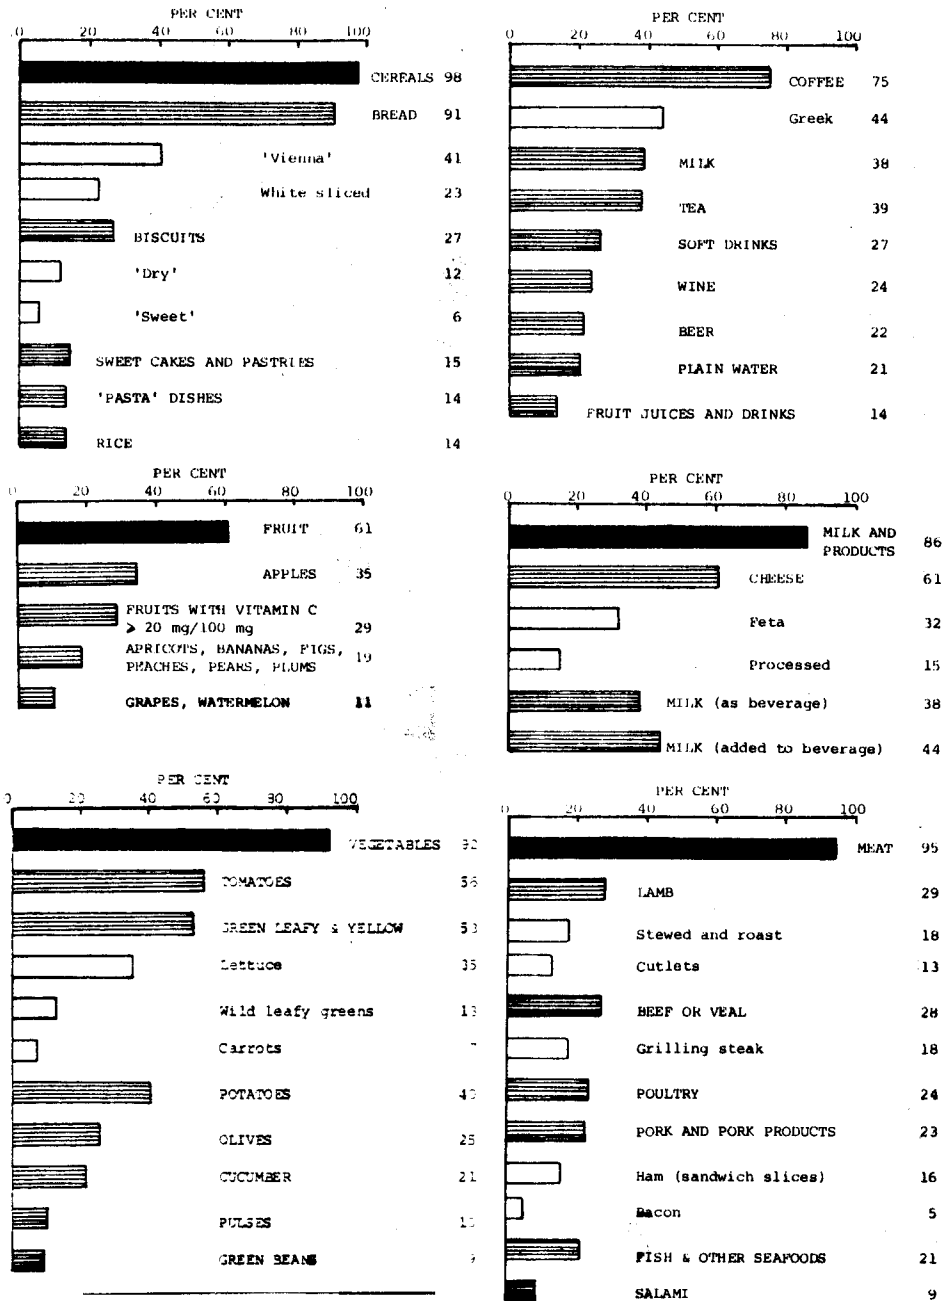 PER CENT
0 20 40 60 80 100
CEREALS 98
BREAD 91
'Vienna' 41
White sliced 23
BISCUITS 27
'Dry' 12
'Sweet' 6
SWEET CAKES AND PASTRIES 15
'PASTA' DISHES 14
RICE 14
PER CENT
0 20 40 60 80 100
COFFEE 75
Greek 44
MILK 38
TEA 39
SOFT DRINKS 27
WINE 24
BEER 22
PLAIN WATER 21
FRUIT JUICES AND DRINKS 14
PER CENT
0 20 40 60 80 100
FRUIT 61
APPLES 35
FRUITS WITH VITAMIN C
⩾ 20 mg/100 mg 29
APRICOTS, BANANAS, FIGS,
PEACHES, PEARS, PLUMS 19
GRAPES, WATERMELON 11
PER CENT
0 20 40 60 80 100
MILK AND
PRODUCTS 86
CHEESE 61
Feta 32
Processed 15
MILK (as beverage) 38
MILK (added to beverage) 44
PER CENT
0 20 40 60 80 100
VEGETABLES 92
TOMATOES 56
GREEN LEAFY & YELLOW 53
Lettuce 35
Wild leafy greens 13
Carrots 7
POTATOES 40
OLIVES 25
CUCUMBER 21
PULSES
GREEN BEANS 9
PER CENT
0 20 40 60 80 100
MEAT 95
LAMB 29
Stewed and roast 18
Cutlets 13
BEEF OR VEAL 28
Grilling steak 18
POULTRY 24
PORK AND PORK PRODUCTS 23
Ham (sandwich slices) 16
Bacon 5
FISH & OTHER SEAFOODS 21
SALAMI 9